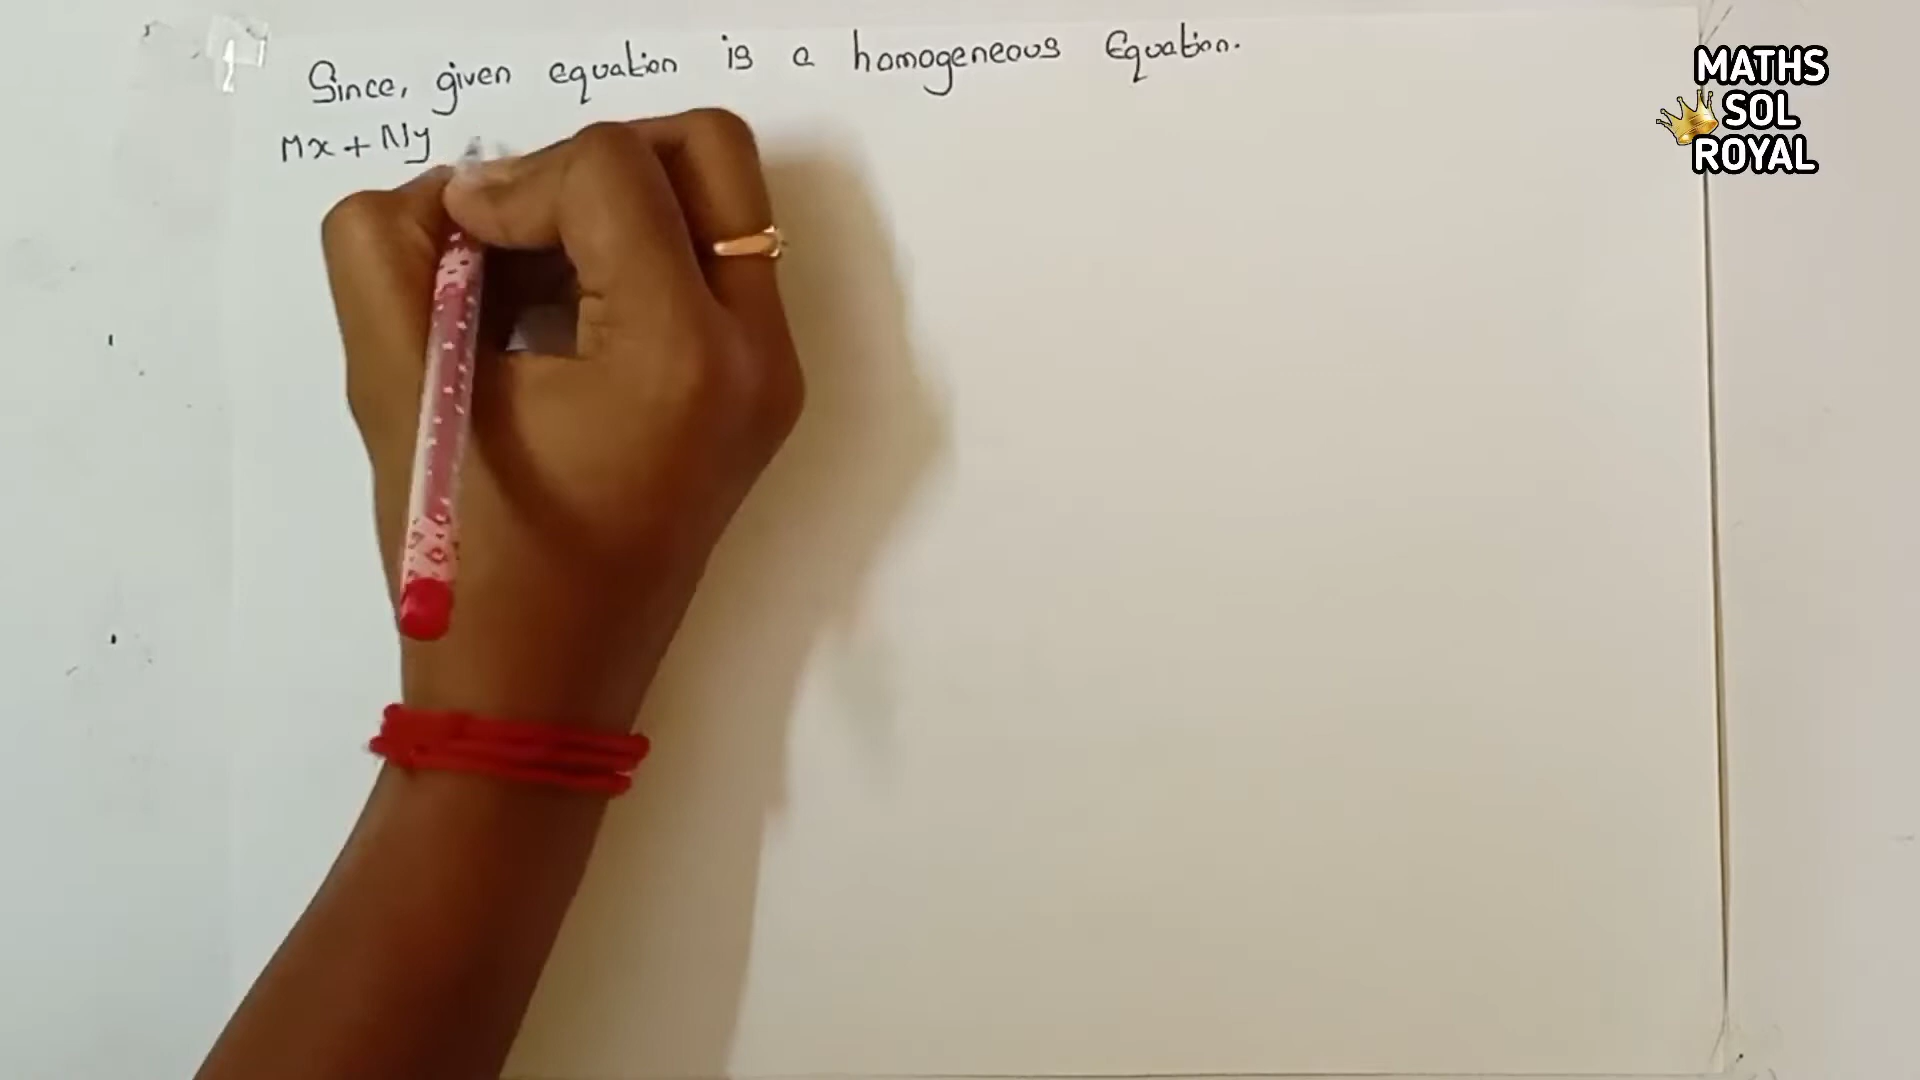 Since, given equation is a homogeneous Equation.
Mx + Ny
MATHS
SOL
ROYAL